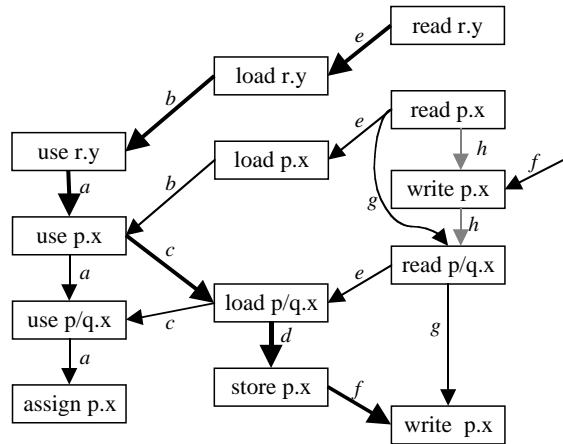 read r.y
e
load r.y
b
read p.x
e
load p.x
h
f
use r.y
b
write p.x
a
g
h
use p.x
c
read p/q.x
a
e
load p/q.x
use p/q.x
c
d
g
a
store p.x
f
assign p.x
write p.x